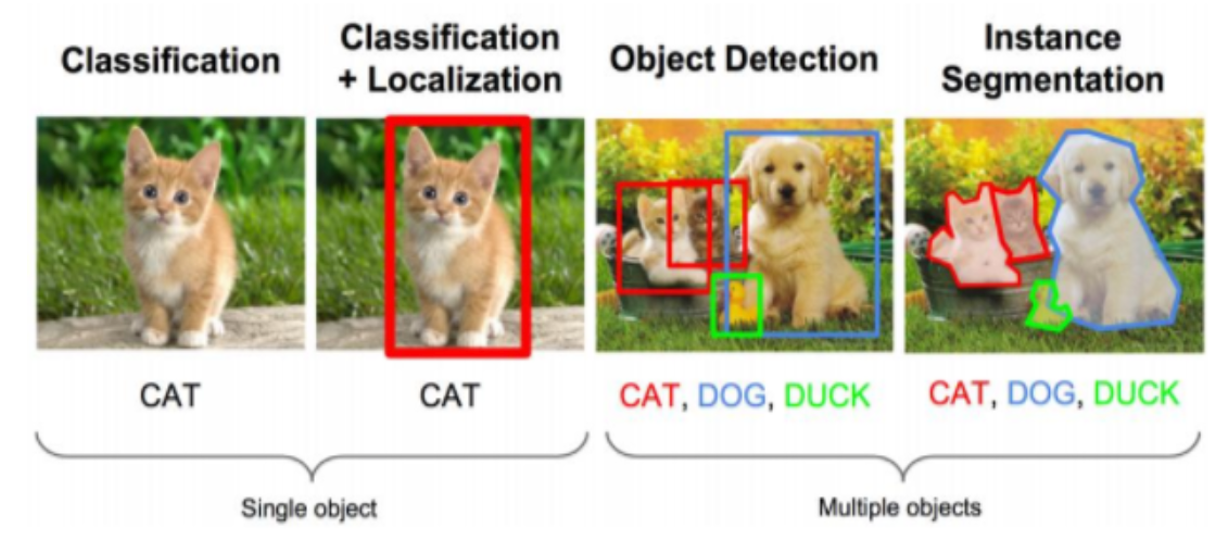 Classification
Classification
+ Localization
Object Detection
Instance
Segmentation
CAT
CAT
CAT, DOG, DUCK
CAT, DOG, DUCK
Single object
Multiple objects